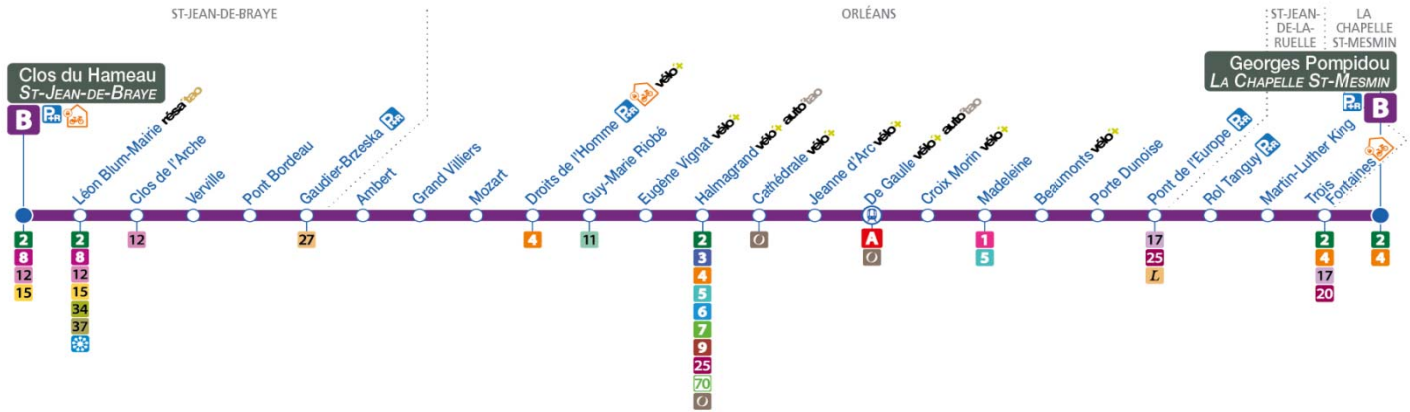 ST-JEAN-DE-BRAYE
ORLÉANS
ST-JEAN-
DE-LA-
RUELLE
LA
CHAPELLE
ST-MESMIN
Clos du Hameau
ST-JEAN-DE-BRAYE
B
P+R
Georges Pompidou
LA CHAPELLE ST-MESMIN
P+R
B
Léon Blum-Mairie résa'tao
Clos de l'Arche
Verville
Pont Bordeau
Gaudier-Brzeska P+R
Ambert
Grand Villiers
Mozart
Droits de l'Homme P+R vélo+
Guy-Marie Riobé
Eugène Vignat vélo+
Halmagrand vélo+ auto'tao
Cathédrale vélo+
Jeanne d'Arc vélo+
De Gaulle vélo+ auto'tao
Croix Morin vélo+
Madeleine
Beaumonts vélo+
Porte Dunoise
Pont de l'Europe P+R
Rol Tanguy P+R
Martin-Luther King
Trois
Fontaines
2
8
12
15
2
8
12
15
34
37
12
27
4
11
2
3
4
5
6
7
9
25
70
O
O
A
O
1
5
17
25
L
2
4
17
20
2
4